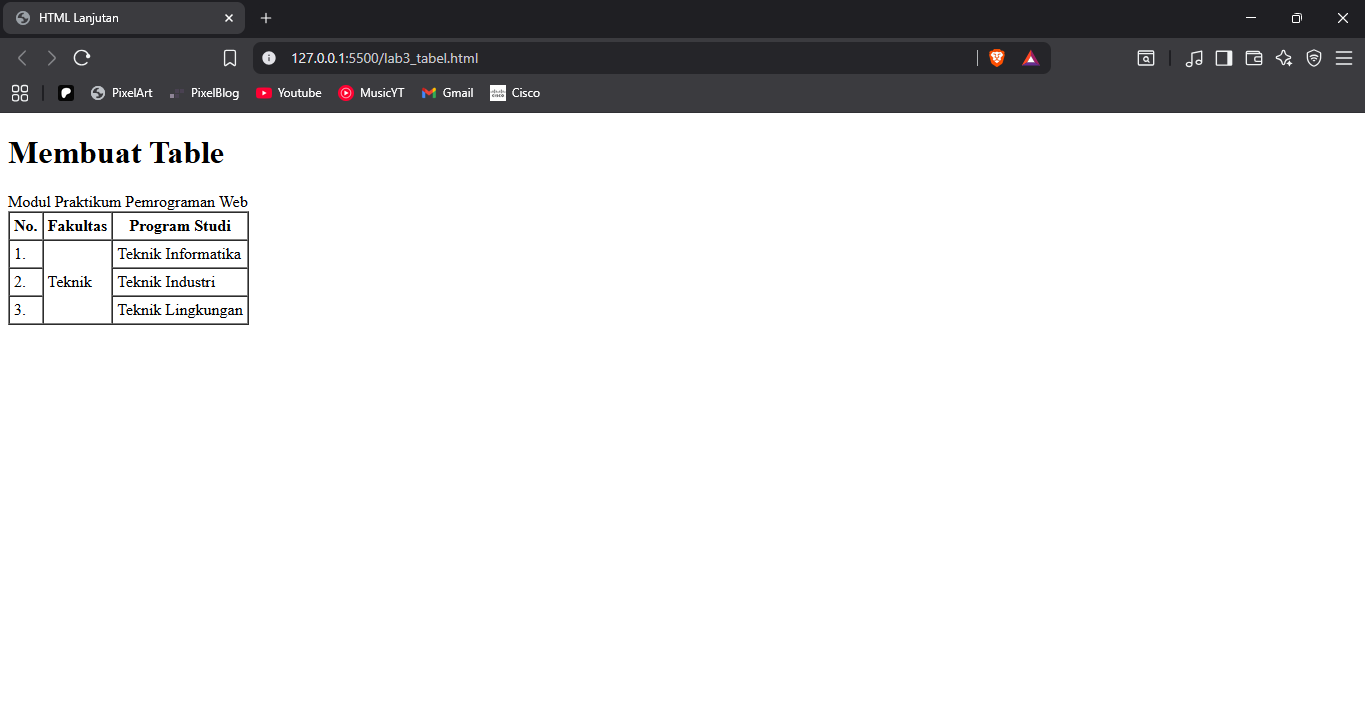 HTML Lanjutan
127.0.0.1:5500/lab3_tabel.html
PixelArt PixelBlog Youtube MusicYT Gmail Cisco
Membuat Table
Modul Praktikum Pemrograman Web
No. Fakultas Program Studi
1. Teknik Informatika
2. Teknik Teknik Industri
3. Teknik Lingkungan